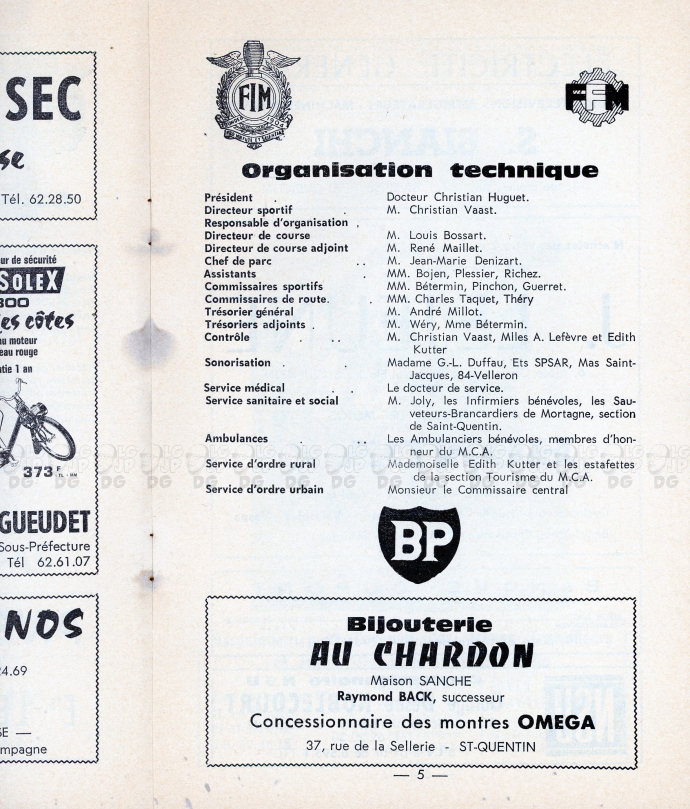 SEC
se
Tél. 62.28.50
ur de sécurité
SOLEX
800
es côtes
au moteur
eau rouge
tie 1 an
373 F
GUEUDET
Sous-Préfecture
Tél 62.61.07
NOS
24.69
SE —
mpagne
FIM
FFM
Organisation technique
Président . Docteur Christian Huguet.
Directeur sportif . M. Christian Vaast.
Responsable d'organisation .
Directeur de course M. Louis Bossart.
Directeur de course adjoint M. René Maillet.
Chef de parc . . M. Jean-Marie Denizart.
Assistants . MM. Bojen, Plessier, Richez.
Commissaires sportifs MM. Bétermin, Pinchon, Guerret.
Commissaires de route. . MM. Charles Taquet, Théry
Trésorier général M. André Millot.
Trésoriers adjoints . M. Wéry, Mme Bétermin.
Contrôle . . . M. Christian Vaast, Mlles A. Lefèvre et Edith
Kutter
Sonorisation . . Madame G.-L. Duffau, Ets SPSAR, Mas Saint-
Jacques, 84-Velleron
Service médical . . Le docteur de service.
Service sanitaire et social M. Joly, les Infirmiers bénévoles, les Sau-
veteurs-Brancardiers de Mortagne, section
de Saint-Quentin.
Ambulances . . . Les Ambulanciers bénévoles, membres d'hon-
neur du M.C.A.
Service d'ordre rural Mademoiselle Edith Kutter et les estafettes
de la section Tourisme du M.C.A.
Service d'ordre urbain Monsieur le Commissaire central
BP
Bijouterie
AU CHARDON
Maison SANCHE
Raymond BACK, successeur
Concessionnaire des montres OMEGA
37, rue de la Sellerie - ST-QUENTIN
— 5 —